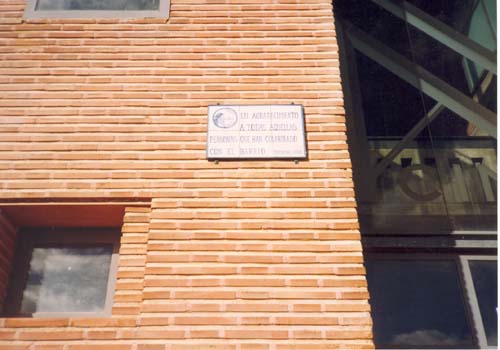 EN AGRADECIMIENTO
A TODAS AQUELLAS
PERSONAS QUE HAN COLABORADO
CON EL BARRIO